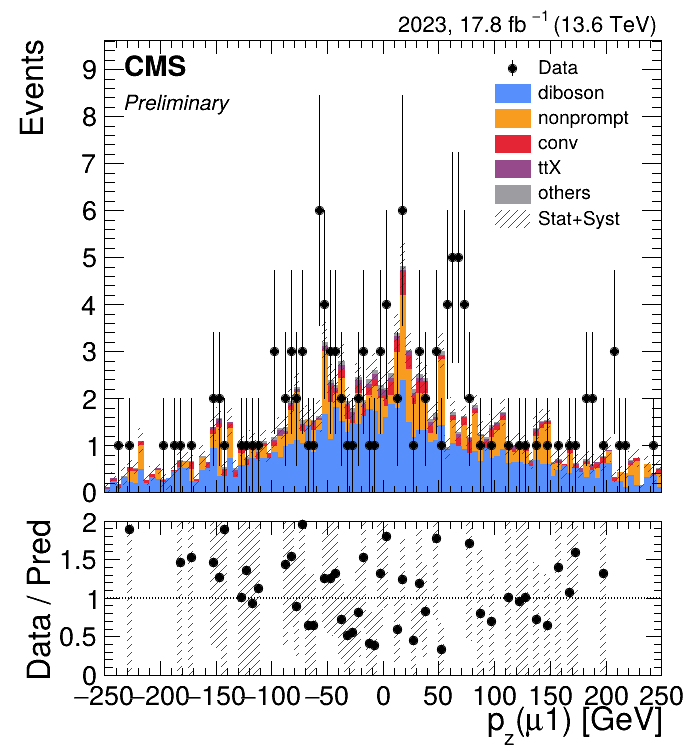 2023, 17.8 fb⁻¹ (13.6 TeV)
CMS
Preliminary
Data
diboson
nonprompt
conv
ttX
others
Stat+Syst
Events
9
8
7
6
5
4
3
2
1
0
Data / Pred
2
1.5
1
0.5
0
−250 −200 −150 −100 −50 0 50 100 150 200 250
p_z(μ1) [GeV]